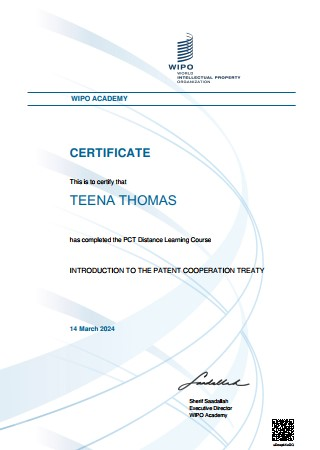 WIPO
WORLD
INTELLECTUAL PROPERTY
ORGANIZATION
WIPO ACADEMY
CERTIFICATE
This is to certify that
TEENA THOMAS
has completed the PCT Distance Learning Course
INTRODUCTION TO THE PATENT COOPERATION TREATY
14 March 2024
Sherif Saadallah
Executive Director
WIPO Academy